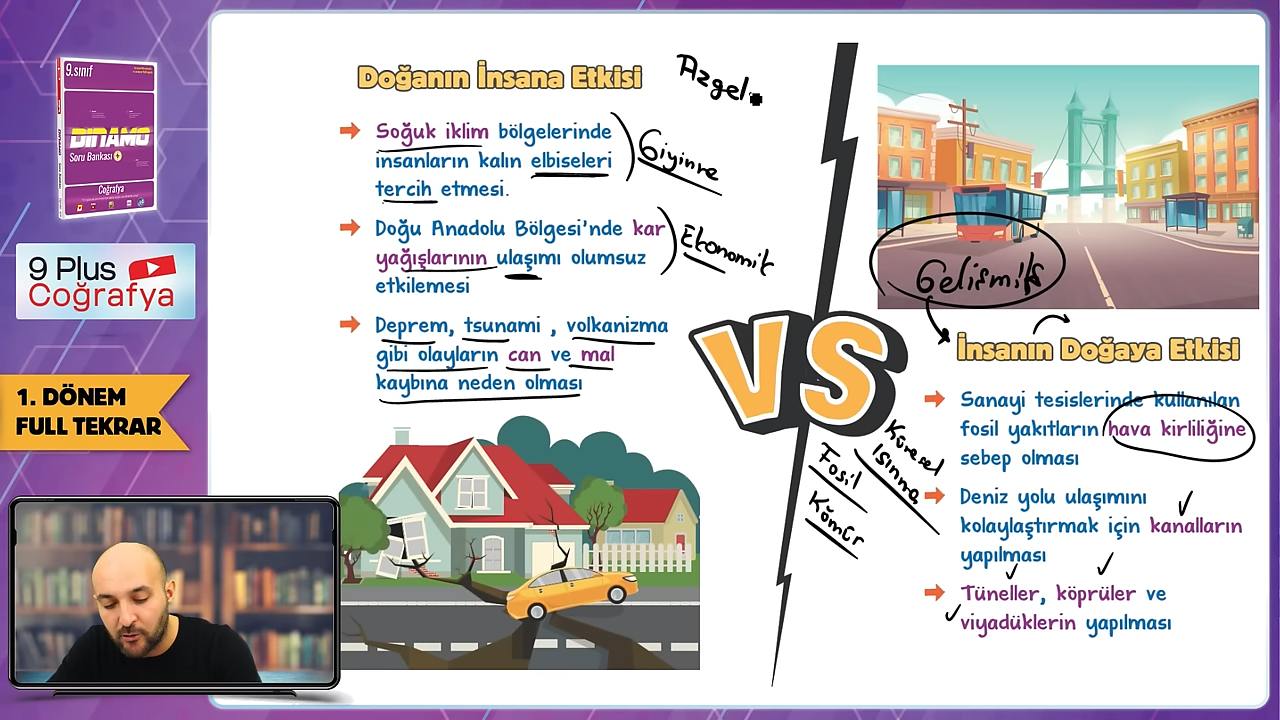 9.sınıf
DİNAMO
Soru Bankası +
Coğrafya
9 Plus
Coğrafya
1. DÖNEM
FULL TEKRAR
Doğanın İnsana Etkisi
Azgel
Soğuk iklim bölgelerinde
insanların kalın elbiseleri
tercih etmesi.
Giyinme
Doğu Anadolu Bölgesi'nde kar
yağışlarının ulaşımı olumsuz
etkilemesi
Ekonomik
Deprem, tsunami , volkanizma
gibi olayların can ve mal
kaybına neden olması
VS
Gelişmiş
İnsanın Doğaya Etkisi
Sanayi tesislerinde kullanılan
fosil yakıtların hava kirliliğine
sebep olması
Küresel
Isınma
Fosil
Kömür
Deniz yolu ulaşımını
kolaylaştırmak için kanalların
yapılması
Tüneller, köprüler ve
viyadüklerin yapılması